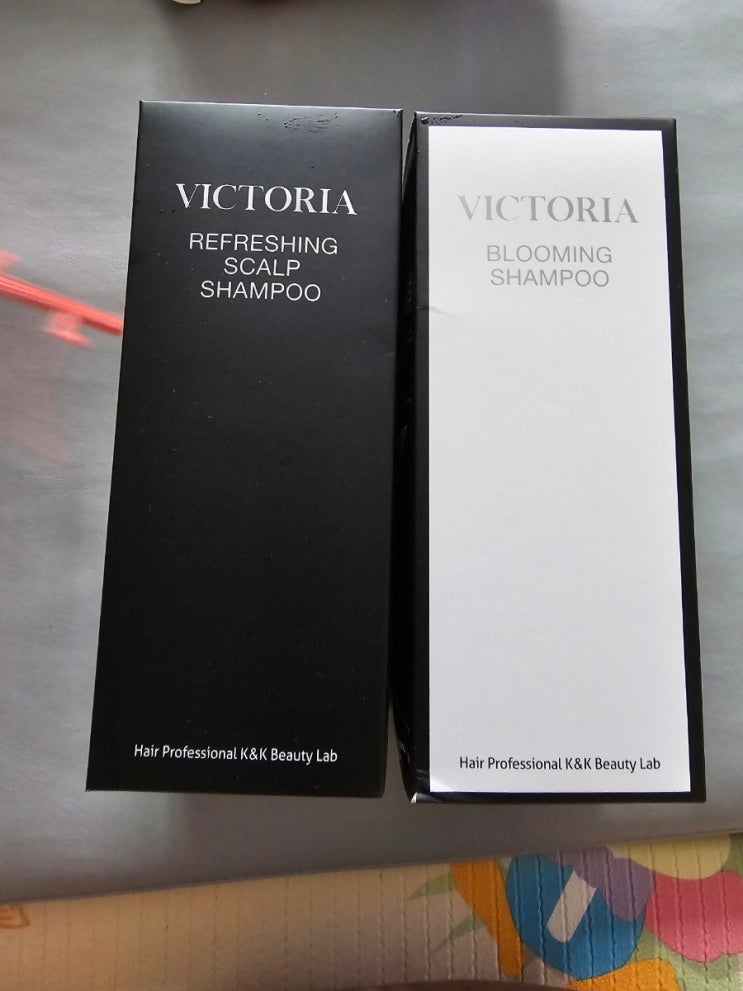 VICTORIA
REFRESHING
SCALP
SHAMPOO
Hair Professional K&K Beauty Lab
VICTORIA
BLOOMING
SHAMPOO
Hair Professional K&K Beauty Lab